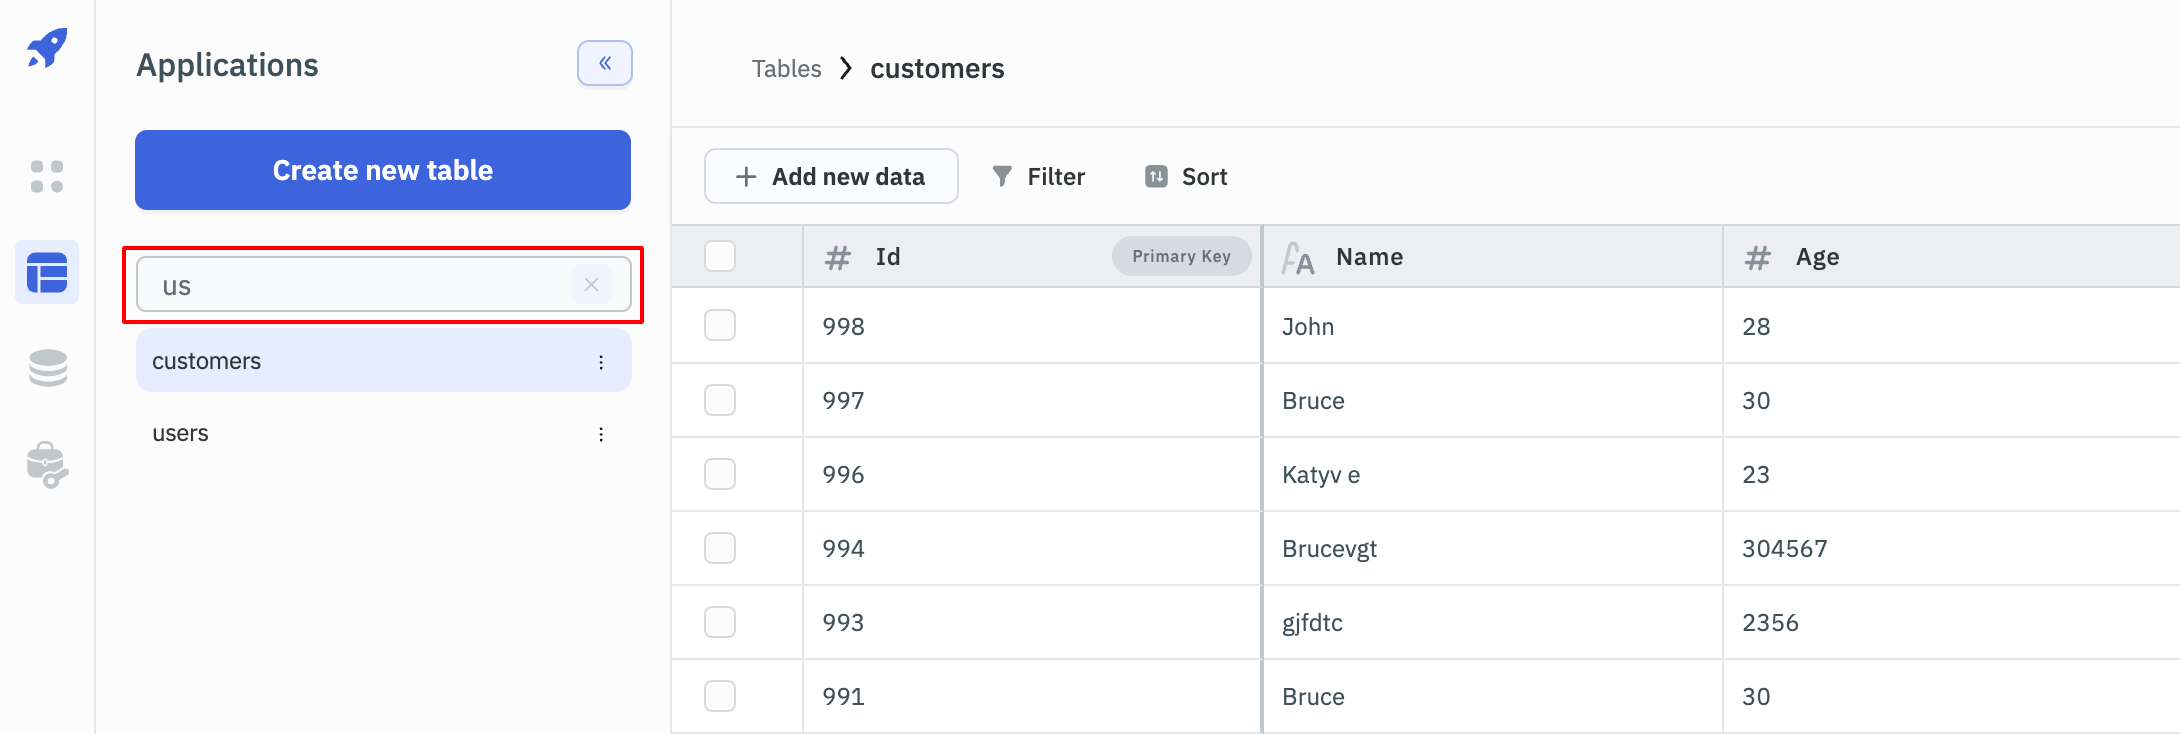 Applications
«
Create new table
us
customers
users
Tables > customers
+ Add new data Filter Sort
# Id Primary Key AA Name # Age
998 John 28
997 Bruce 30
996 Katyv e 23
994 Brucevgt 304567
993 gjfdtc 2356
991 Bruce 30